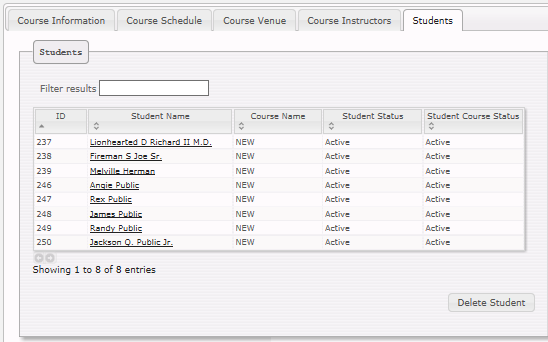 Course Information Course Schedule Course Venue Course Instructors Students
Students
Filter results
ID Student Name Course Name Student Status Student Course Status
237 Lionhearted D Richard II M.D. NEW Active Active
238 Fireman S Joe Sr. NEW Active Active
239 Melville Herman NEW Active Active
246 Angie Public NEW Active Active
247 Rex Public NEW Active Active
248 James Public NEW Active Active
249 Randy Public NEW Active Active
250 Jackson Q. Public Jr. NEW Active Active
Showing 1 to 8 of 8 entries
Delete Student